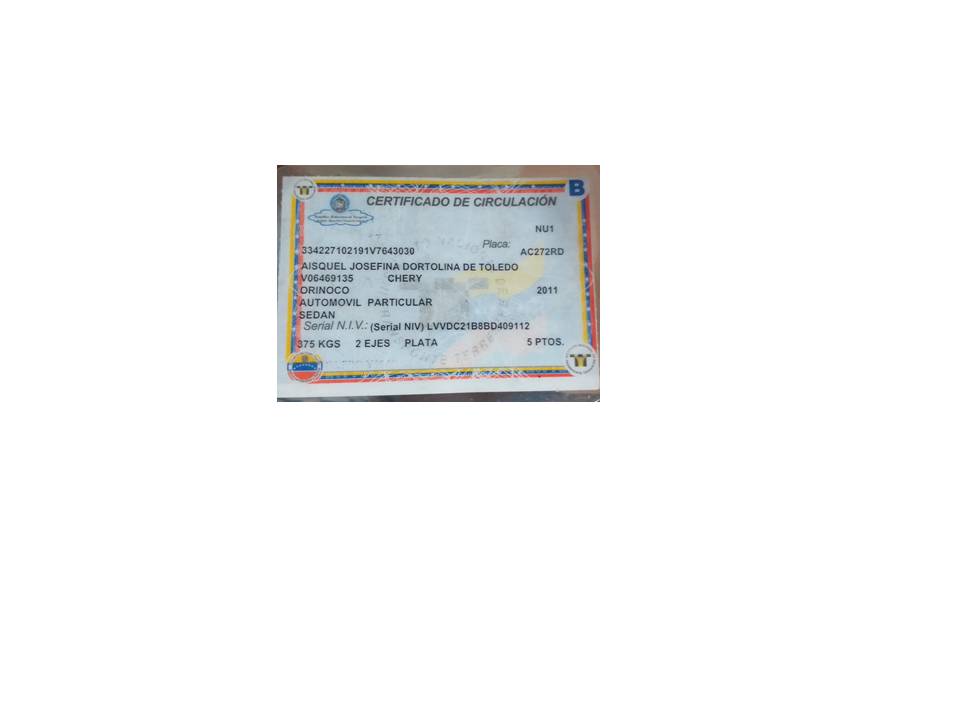 B
CERTIFICADO DE CIRCULACIÓN
NU1
Placa:
334227102191V7643030 AC272RD
AISQUEL JOSEFINA DORTOLINA DE TOLEDO
V06469135 CHERY
ORINOCO 2011
AUTOMOVIL PARTICULAR
SEDAN
Serial N.I.V.: (Serial NIV) LVVDC21B8BD409112
375 KGS 2 EJES PLATA 5 PTOS.